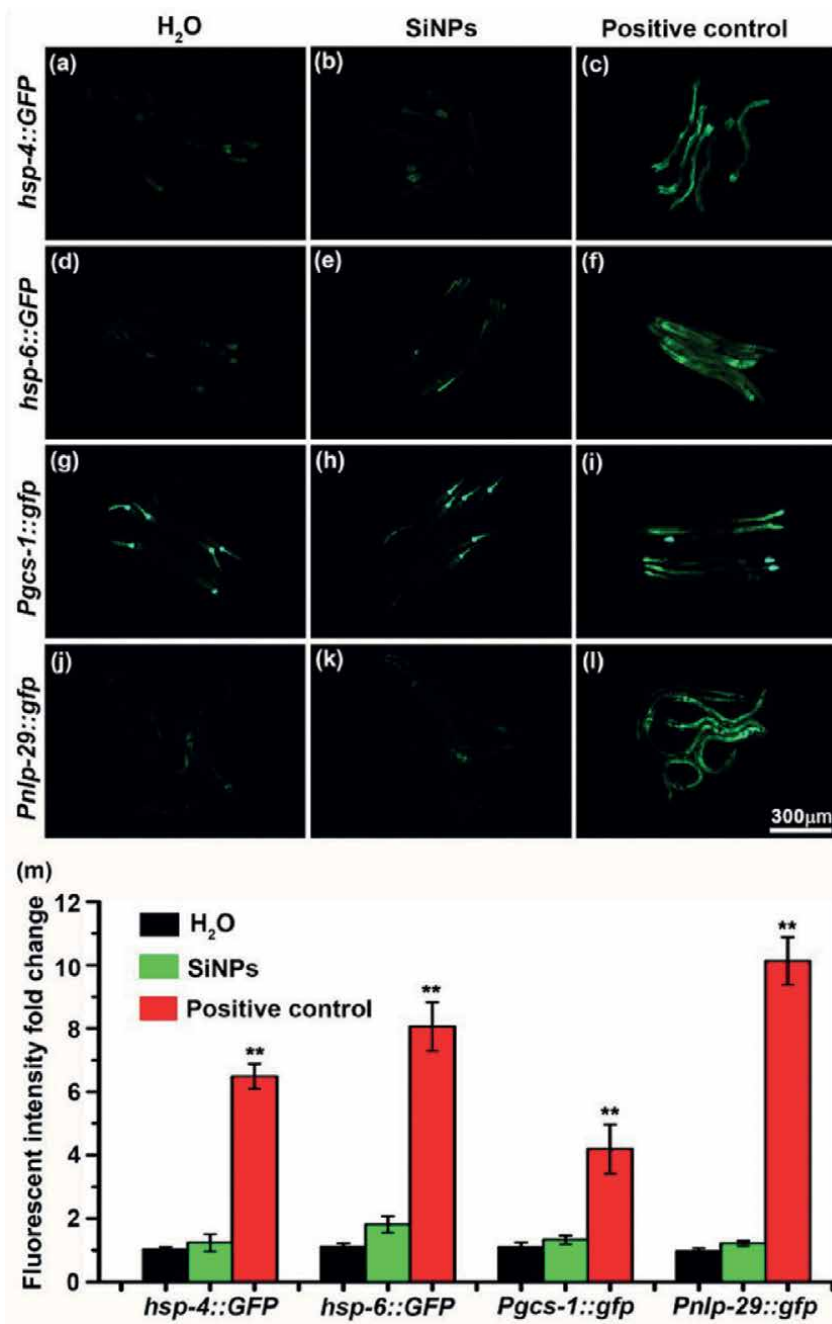 H₂O SiNPs Positive control
hsp-4::GFP
(a) (b) (c)
hsp-6::GFP
(d) (e) (f)
Pgcs-1::gfp
(g) (h) (i)
Pnlp-29::gfp
(j) (k) (l)
300μm
(m)
Fluorescent intensity fold change
12
10
8
6
4
2
0
H₂O
SiNPs
Positive control
**
**
**
**
hsp-4::GFP hsp-6::GFP Pgcs-1::gfp Pnlp-29::gfp